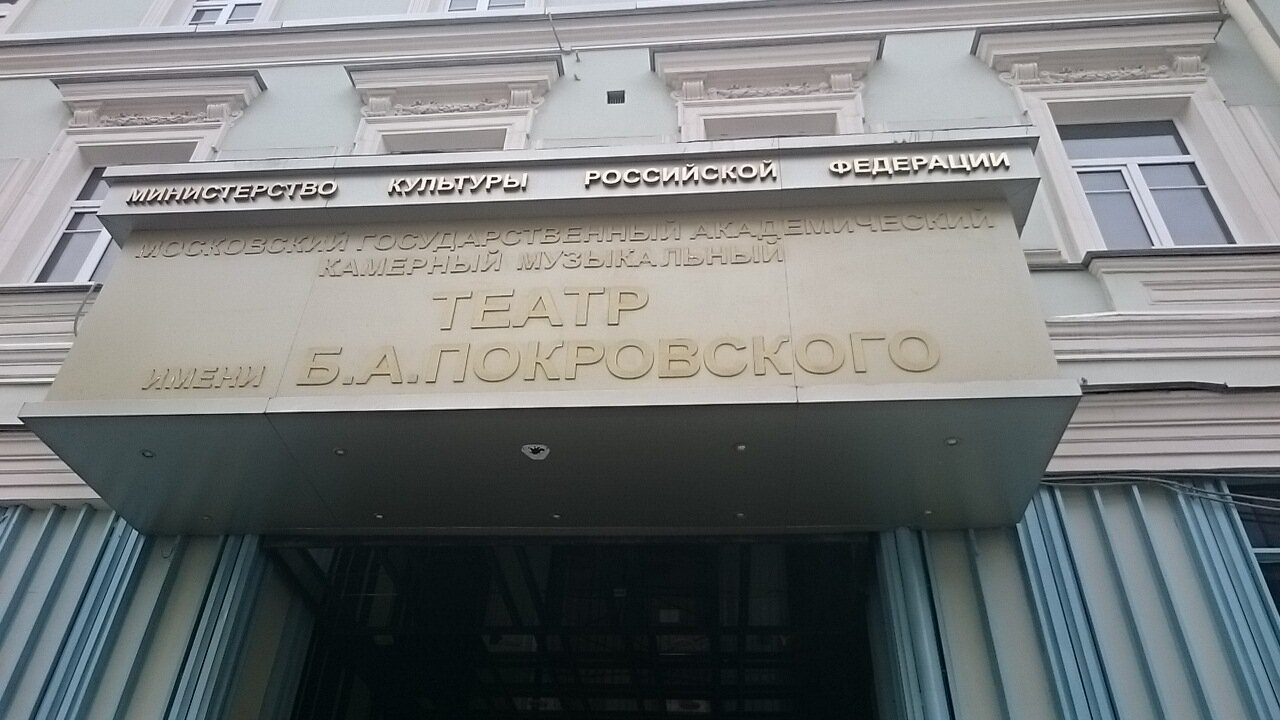 МИНИСТЕРСТВО КУЛЬТУРЫ РОССИЙСКОЙ ФЕДЕРАЦИИ
МОСКОВСКИЙ ГОСУДАРСТВЕННЫЙ АКАДЕМИЧЕСКИЙ
КАМЕРНЫЙ МУЗЫКАЛЬНЫЙ
ТЕАТР
ИМЕНИ Б.А.ПОКРОВСКОГО